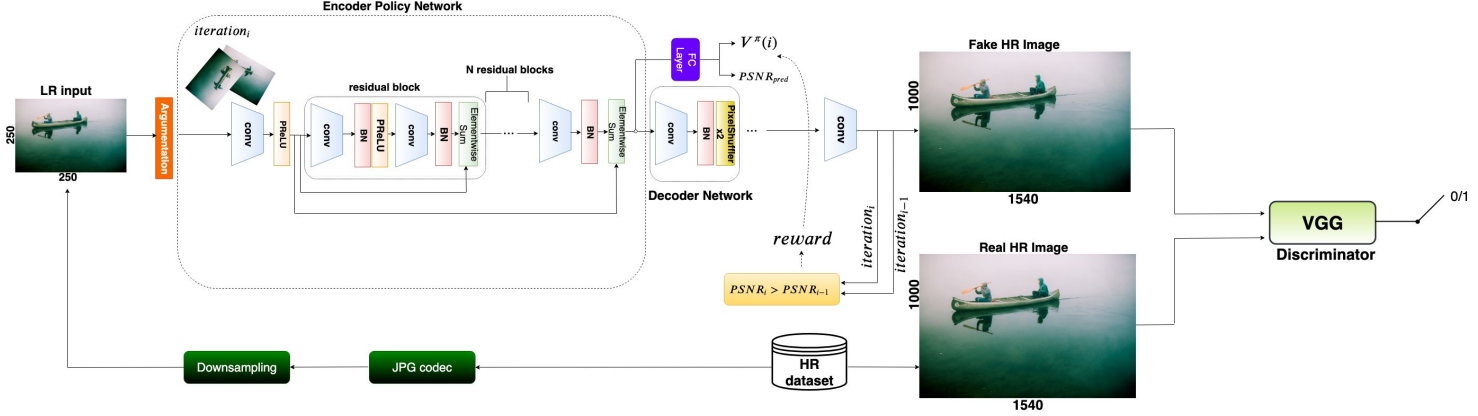 Encoder Policy Network
iteration_i
LR input
250
250
Argumentation
conv
PReLU
residual block
conv
BN
PReLU
conv
BN
Elementwise
Sum
N residual blocks
......
conv
BN
Elementwise
Sum
FC
Layer
V^π(i)
PSNR_pred
conv
BN
PixelShuffler
x2
Decoder Network
...
conv
reward
iteration_i
iteration_{i−1}
PSNR_i > PSNR_{i−1}
Fake HR Image
1000
1540
Real HR Image
1000
1540
VGG
Discriminator
0/1
HR
dataset
JPG codec
Downsampling